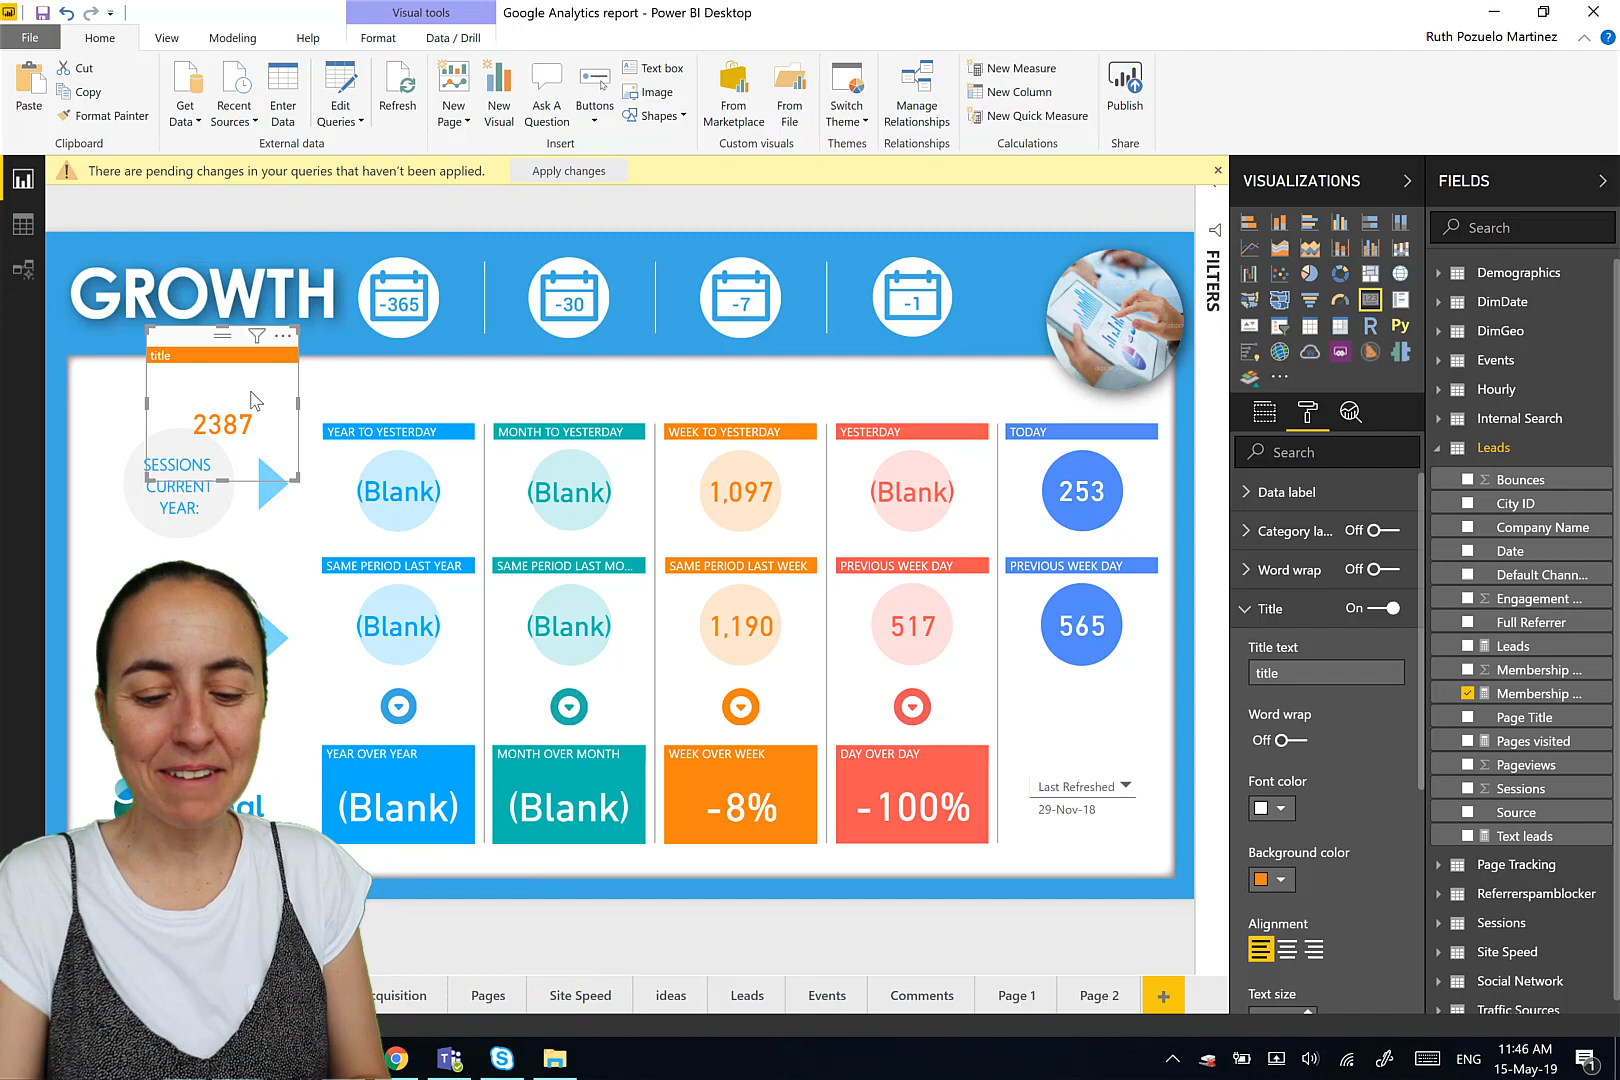 Visual tools
Google Analytics report - Power BI Desktop
File
Home
View
Modeling
Help
Format
Data / Drill
Ruth Pozuelo Martinez
Paste
Cut
Copy
Format Painter
Clipboard
Get Data
Recent Sources
Enter Data
Edit Queries
Refresh
External data
New Page
New Visual
Ask A Question
Buttons
Text box
Image
Shapes
Insert
From Marketplace
From File
Custom visuals
Switch Theme
Themes
Manage Relationships
Relationships
New Measure
New Column
New Quick Measure
Calculations
Publish
Share
There are pending changes in your queries that haven't been applied.
Apply changes
GROWTH
-365
-30
-7
-1
title
2387
SESSIONS
CURRENT
YEAR:
YEAR TO YESTERDAY
MONTH TO YESTERDAY
WEEK TO YESTERDAY
YESTERDAY
TODAY
(Blank)
(Blank)
1,097
(Blank)
253
SAME PERIOD LAST YEAR
SAME PERIOD LAST MO...
SAME PERIOD LAST WEEK
PREVIOUS WEEK DAY
PREVIOUS WEEK DAY
(Blank)
(Blank)
1,190
517
565
YEAR OVER YEAR
MONTH OVER MONTH
WEEK OVER WEEK
DAY OVER DAY
(Blank)
(Blank)
-8%
-100%
Last Refreshed
29-Nov-18
FILTERS
VISUALIZATIONS
R
Py
Search
Data label
Category la...
Off
Word wrap
Off
Title
On
Title text
title
Word wrap
Off
Font color
Background color
Alignment
Text size
FIELDS
Search
Demographics
DimDate
DimGeo
Events
Hourly
Internal Search
Leads
Bounces
City ID
Company Name
Date
Default Chann...
Engagement ...
Full Referrer
Leads
Membership ...
Membership ...
Page Title
Pages visited
Pageviews
Sessions
Source
Text leads
Page Tracking
Referrerspamblocker
Sessions
Site Speed
Social Network
Traffic Sources
Pages
Site Speed
ideas
Leads
Events
Comments
Page 1
Page 2
ENG
11:46 AM
15-May-19
1